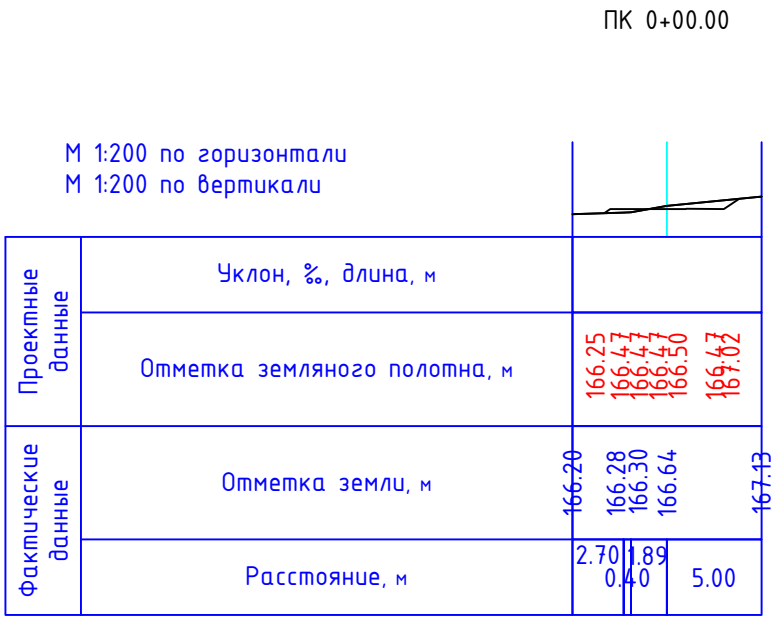 ПК 0+00.00
М 1:200 по горизонтали
М 1:200 по вертикали
Проектные
данные
Уклон, ‰, длина, м
Отметка земляного полотна, м
166.25
166.47
166.47
166.47
166.50
166.47
167.02
Фактические
данные
Отметка земли, м
166.20
166.28
166.30
166.64
167.13
Расстояние, м
2.70
0.40
1.89
5.00